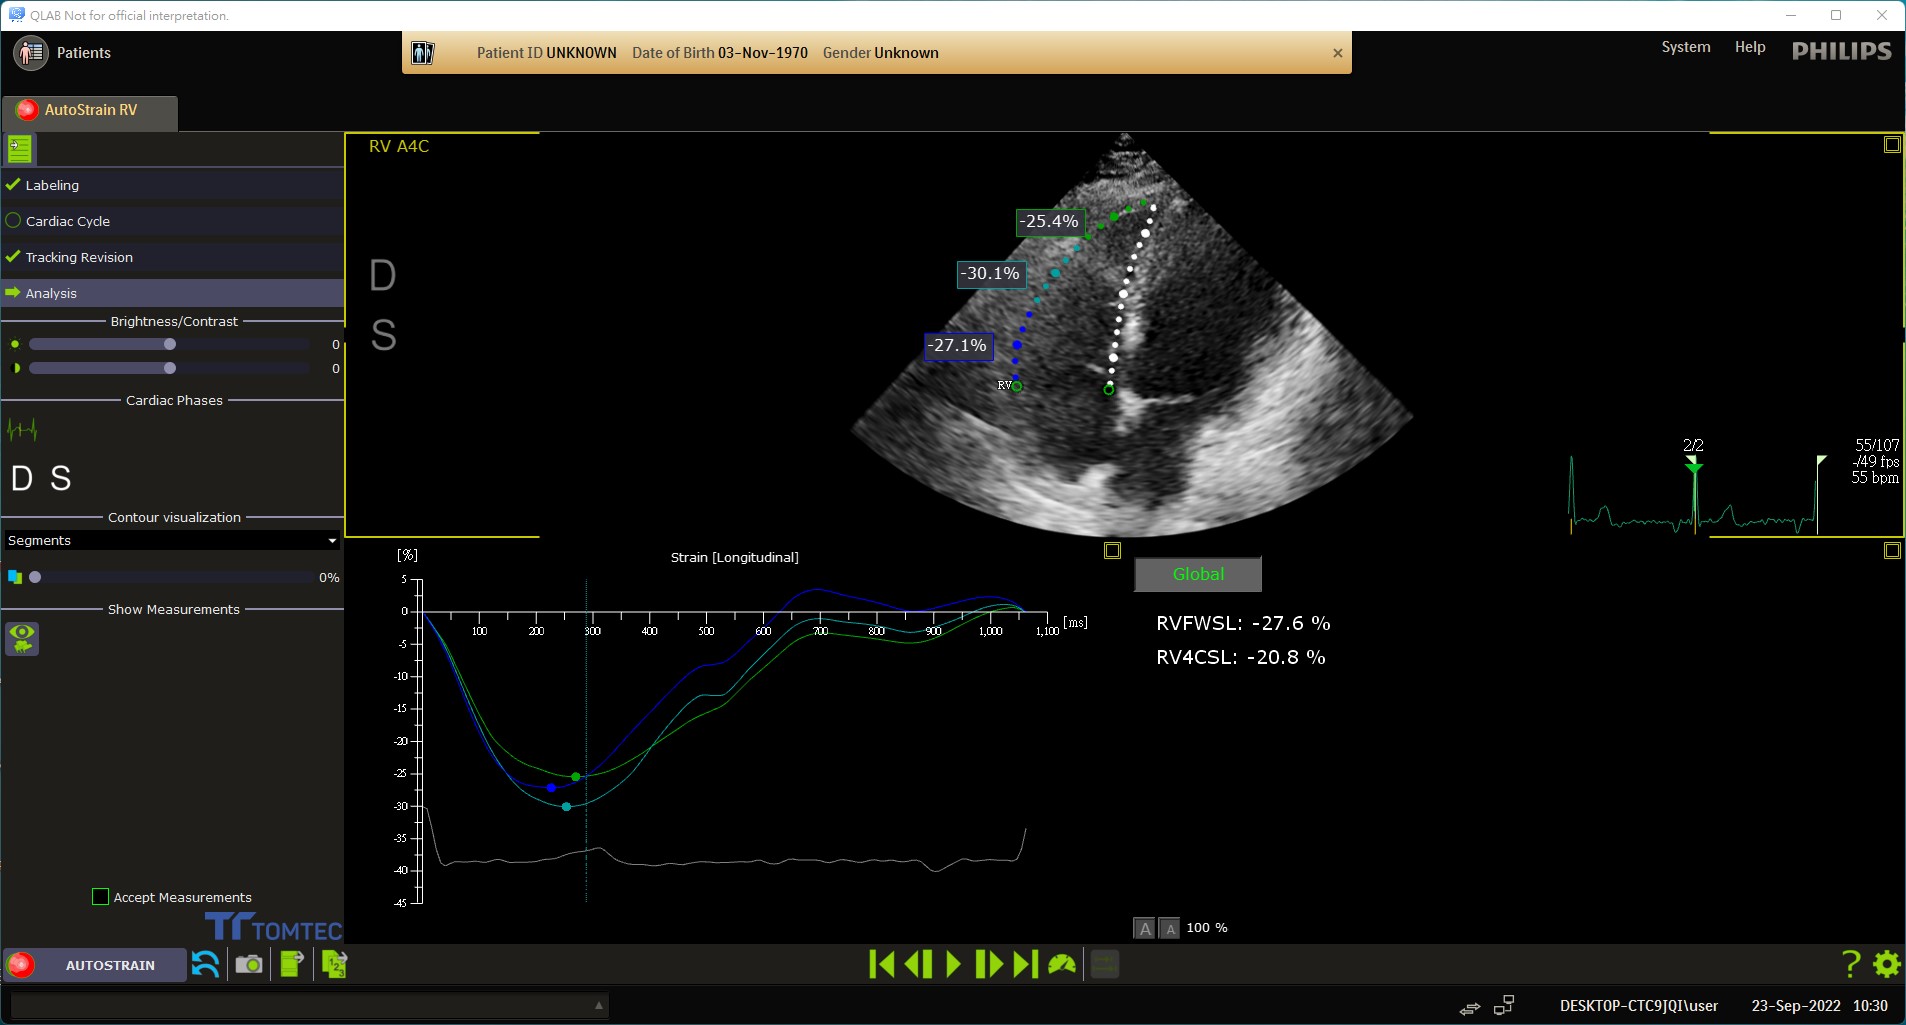 QLAB Not for official interpretation.
Patients
Patient ID UNKNOWN Date of Birth 03-Nov-1970 Gender Unknown
System Help PHILIPS
AutoStrain RV
Labeling
Cardiac Cycle
Tracking Revision
Analysis
Brightness/Contrast
0
0
Cardiac Phases
D S
Contour visualization
Segments
0%
Show Measurements
Accept Measurements
TOMTEC
RV A4C
D
S
-25.4%
-30.1%
-27.1%
RV
2/2
55/107
-/49 fps
55 bpm
[%]
Strain [Longitudinal]
5
0
-5
-10
-15
-20
-25
-30
-35
-40
-45
100 200 300 400 500 600 700 800 900 1,000 1,100 [ms]
Global
RVFWSL: -27.6 %
RV4CSL: -20.8 %
A A 100 %
AUTOSTRAIN
1 2 3
?
DESKTOP-CTC9JQI\user 23-Sep-2022 10:30